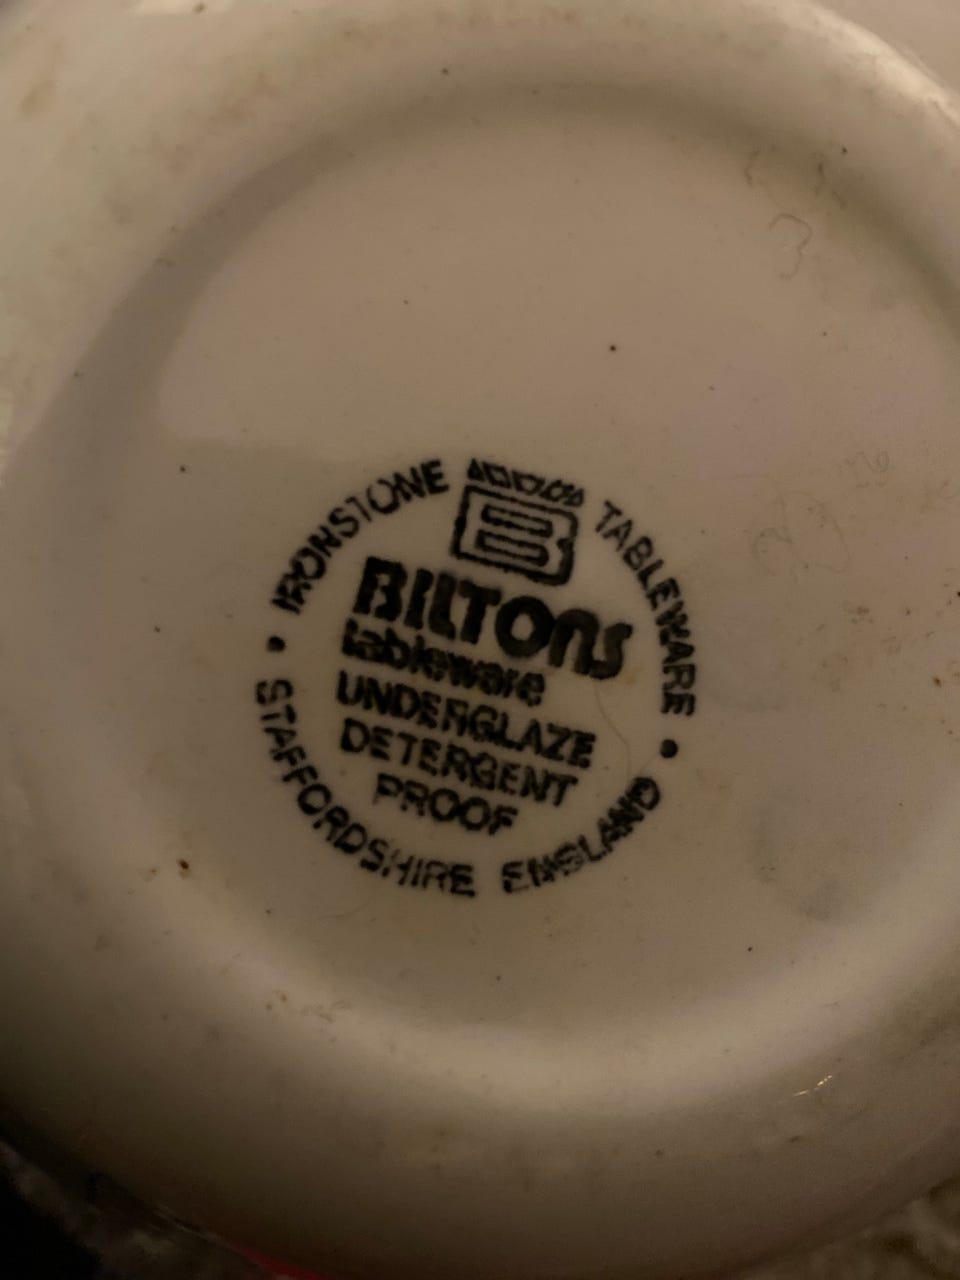 IRONSTONE TABLEWARE
B
BILTONS
tableware
UNDERGLAZE
DETERGENT
PROOF
STAFFORDSHIRE ENGLAND